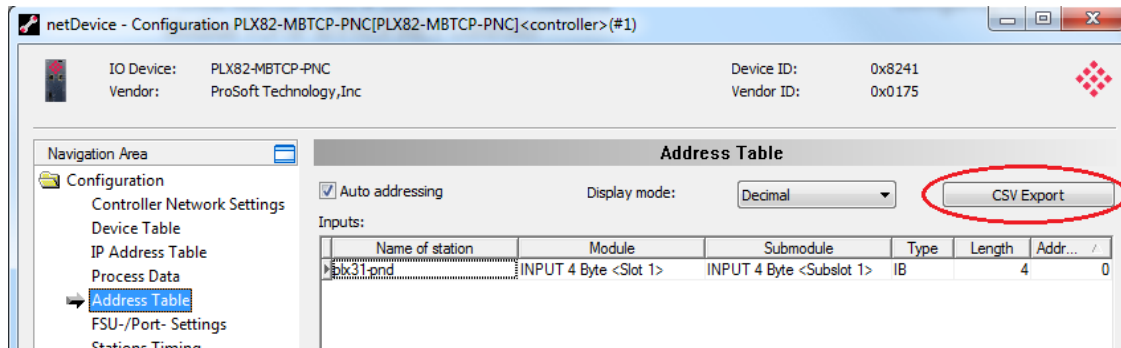 netDevice - Configuration PLX82-MBTCP-PNC[PLX82-MBTCP-PNC]<controller>(#1)
IO Device: PLX82-MBTCP-PNC Device ID: 0x8241
Vendor: ProSoft Technology,Inc Vendor ID: 0x0175
Navigation Area
Address Table
Configuration
Auto addressing Display mode: Decimal CSV Export
Controller Network Settings
Device Table
Inputs:
IP Address Table
Name of station Module Submodule Type Length Addr...
Process Data
plx31-pnd INPUT 4 Byte <Slot 1> INPUT 4 Byte <Subslot 1> IB 4 0
Address Table
FSU-/Port- Settings
Stations Timing